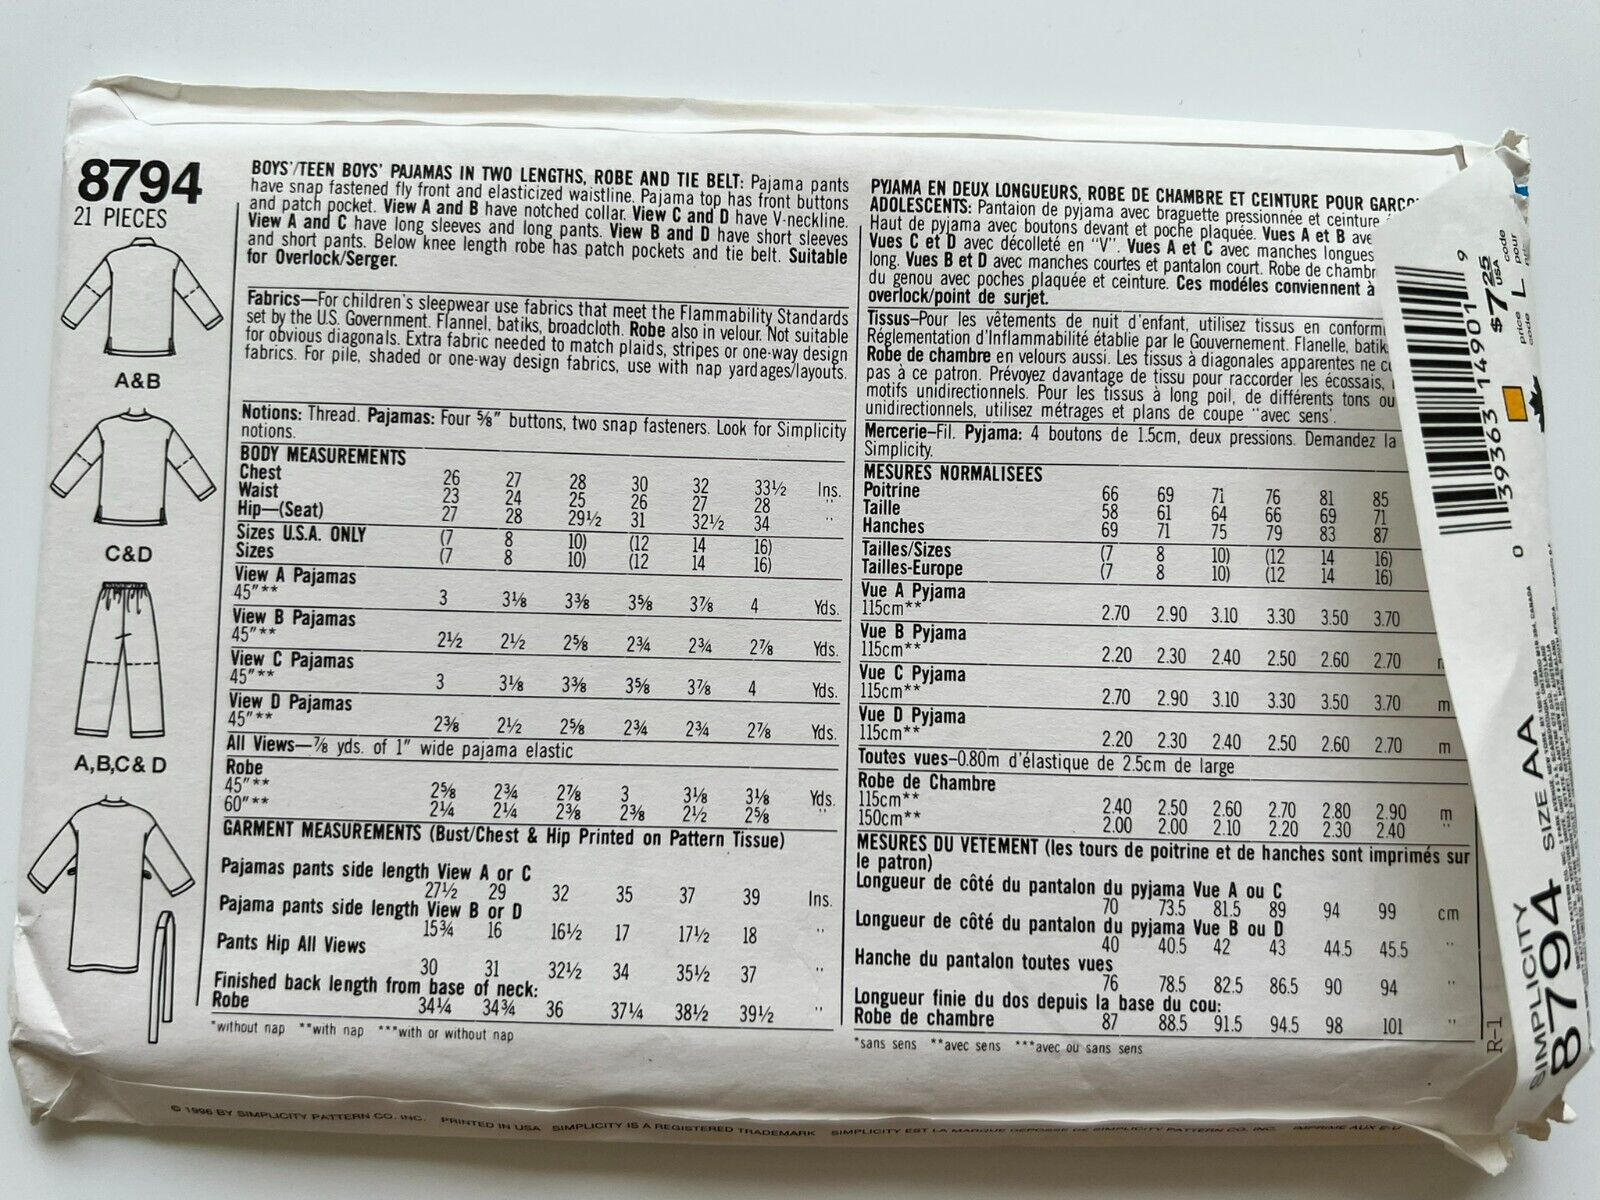 8794
21 PIECES
A&B
C&D
A,B,C& D
BOYS'/TEEN BOYS' PAJAMAS IN TWO LENGTHS, ROBE AND TIE BELT: Pajama pants
have snap fastened fly front and elasticized waistline. Pajama top has front buttons
and patch pocket. View A and B have notched collar. View C and D have V-neckline.
View A and C have long sleeves and long pants. View B and D have short sleeves
and short pants. Below knee length robe has patch pockets and tie belt. Suitable
for Overlock/Serger.
Fabrics—For children's sleepwear use fabrics that meet the Flammability Standards
set by the U.S. Government. Flannel, batiks, broadcloth. Robe also in velour. Not suitable
for obvious diagonals. Extra fabric needed to match plaids, stripes or one-way design
fabrics. For pile, shaded or one-way design fabrics, use with nap yardages/layouts.
Notions: Thread. Pajamas: Four 5/8" buttons, two snap fasteners. Look for Simplicity
notions.
BODY MEASUREMENTS
Chest 26 27 28 30 32 33½ Ins.
Waist 23 24 25 26 27 28 "
Hip—(Seat) 27 28 29½ 31 32½ 34 "
Sizes U.S.A. ONLY (7 8 10) (12 14 16)
Sizes (7 8 10) (12 14 16)
View A Pajamas
45"** 3 3⅛ 3⅜ 3⅝ 3⅞ 4 Yds.
View B Pajamas
45"** 2½ 2½ 2⅝ 2¾ 2¾ 2⅞ Yds.
View C Pajamas
45"** 3 3⅛ 3⅜ 3⅝ 3⅞ 4 Yds.
View D Pajamas
45"** 2⅜ 2½ 2⅝ 2¾ 2¾ 2⅞ Yds.
All Views—⅞ yds. of 1" wide pajama elastic
Robe
45"** 2⅝ 2¾ 2⅞ 3 3⅛ 3⅛ Yds.
60"** 2¼ 2¼ 2⅜ 2⅜ 2½ 2⅝ "
GARMENT MEASUREMENTS (Bust/Chest & Hip Printed on Pattern Tissue)
Pajamas pants side length View A or C
27½ 29 32 35 37 39 Ins.
Pajama pants side length View B or D
15¾ 16 16½ 17 17½ 18 "
Pants Hip All Views
30 31 32½ 34 35½ 37 "
Finished back length from base of neck:
Robe 34¼ 34¾ 36 37¼ 38½ 39½ "
*without nap **with nap ***with or without nap
PYJAMA EN DEUX LONGUEURS, ROBE DE CHAMBRE ET CEINTURE POUR
ADOLESCENTS: Pantaion de pyjama avec braguette pressionnée et ceinture
Haut de pyjama avec boutons devant et poche plaquée. Vues A et B
Vues C et D avec décolleté en "V". Vues A et C avec manches longues
long. Vues B et D avec manches courtes et pantalon court. Robe de chambr
du genou avec poches plaquée et ceinture. Ces modéles conviennent à
overlock/point de surjet.
Tissus—Pour les vêtements de nuit d'enfant, utilisez tissus en conform
Réglementation d'Inflammabilité établie par le Gouvernement. Flanelle, batik
Robe de chambre en velours aussi. Les tissus à diagonales apparentes ne
pas à ce patron. Prévoyez davantage de tissu pour raccorder les écossais,
motifs unidirectionnels. Pour les tissus à long poil, de différents tons ou
unidirectionnels, utilisez métrages et plans de coupe "avec sens'.
Mercerie—Fil. Pyjama: 4 boutons de 1.5cm, deux pressions. Demandez la
Simplicity.
MESURES NORMALISEES
Poitrine 66 69 71 76 81 85
Taille 58 61 64 66 69 71
Hanches 69 71 75 79 83 87
Tailles/Sizes (7 8 10) (12 14 16)
Tailles-Europe (7 8 10) (12 14 16)
Vue A Pyjama
115cm** 2.70 2.90 3.10 3.30 3.50 3.70
Vue B Pyjama
115cm** 2.20 2.30 2.40 2.50 2.60 2.70
Vue C Pyjama
115cm** 2.70 2.90 3.10 3.30 3.50 3.70 m
Vue D Pyjama
115cm** 2.20 2.30 2.40 2.50 2.60 2.70 m
Toutes vues—0.80m d'élastique de 2.5cm de large
Robe de Chambre
115cm** 2.40 2.50 2.60 2.70 2.80 2.90 m
150cm** 2.00 2.00 2.10 2.20 2.30 2.40 "
MESURES DU VETEMENT (les tours de poitrine et de hanches sont imprimés sur
le patron)
Longueur de côté du pantalon du pyjama Vue A ou C
70 73.5 81.5 89 94 99 cm
Longueur de côté du pantalon du pyjama Vue B ou D
40 40.5 42 43 44.5 45.5 "
Hanche du pantalon toutes vues
76 78.5 82.5 86.5 90 94 "
Longueur finie du dos depuis la base du cou:
Robe de chambre 87 88.5 91.5 94.5 98 101 "
*sans sens **avec sens ***avec ou sans sens
R-1
0 39363 14901 9
$7.25 USA
price code L
code pour
SIMPLICITY
8794 SIZE AA
© 1996 BY SIMPLICITY PATTERN CO. INC. PRINTED IN USA SIMPLICITY IS A REGISTERED TRADEMARK SIMPLICITY EST LA MARQUE DEPOSEE DE SIMPLICITY PATTERN CO. INC. IMPRIME AUX E-U